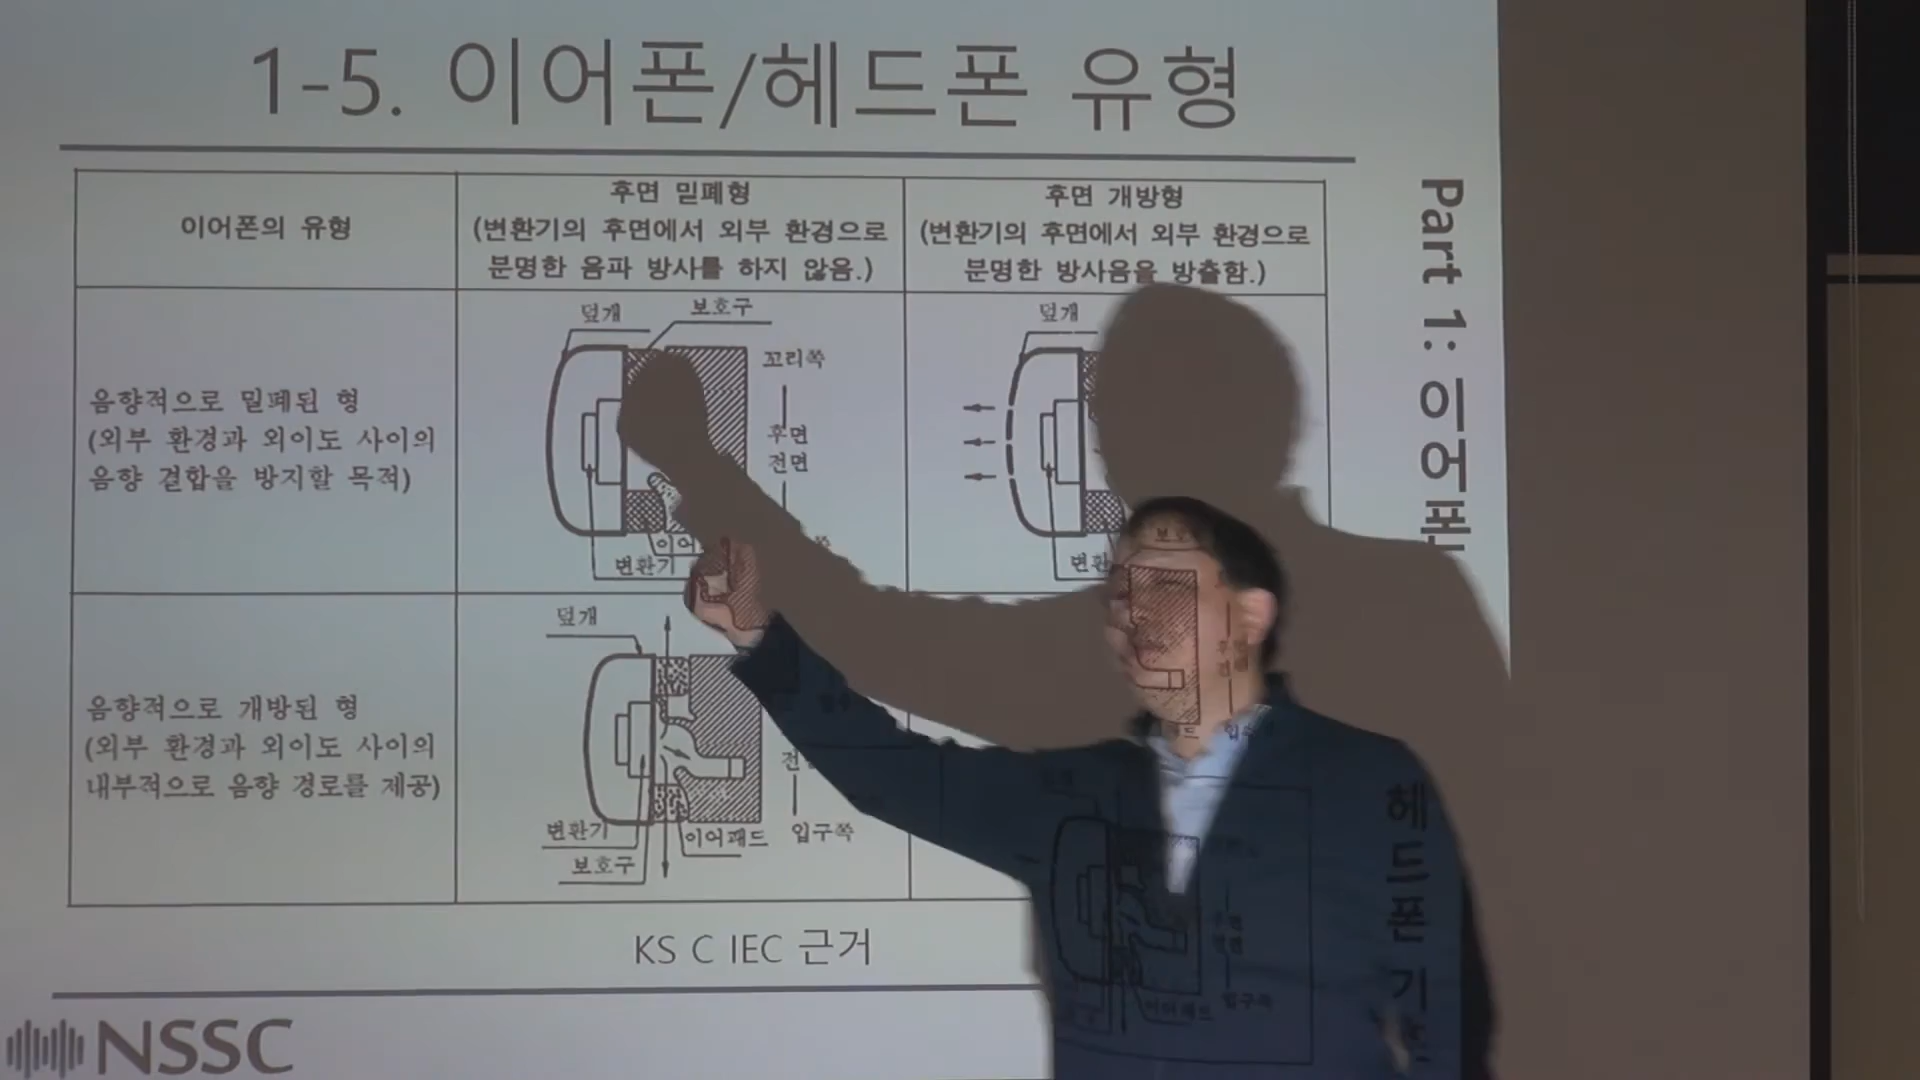 1-5. 이어폰/헤드폰 유형
이어폰의 유형
후면 밀폐형
(변환기의 후면에서 외부 환경으로
분명한 음파 방사를 하지 않음.)
후면 개방형
(변환기의 후면에서 외부 환경으로
분명한 방사음을 방출함.)
음향적으로 밀폐된 형
(외부 환경과 외이도 사이의
음향 결합을 방지할 목적)
덮개
보호구
꼬리쪽
후면
전면
변환기
덮개
음향적으로 개방된 형
(외부 환경과 외이도 사이의
내부적으로 음향 경로를 제공)
덮개
변환기
보호구
이어패드
입구쪽
이어패드
입구쪽
KS C IEC 근거
NSSC
Part 1: 이어폰
헤드폰